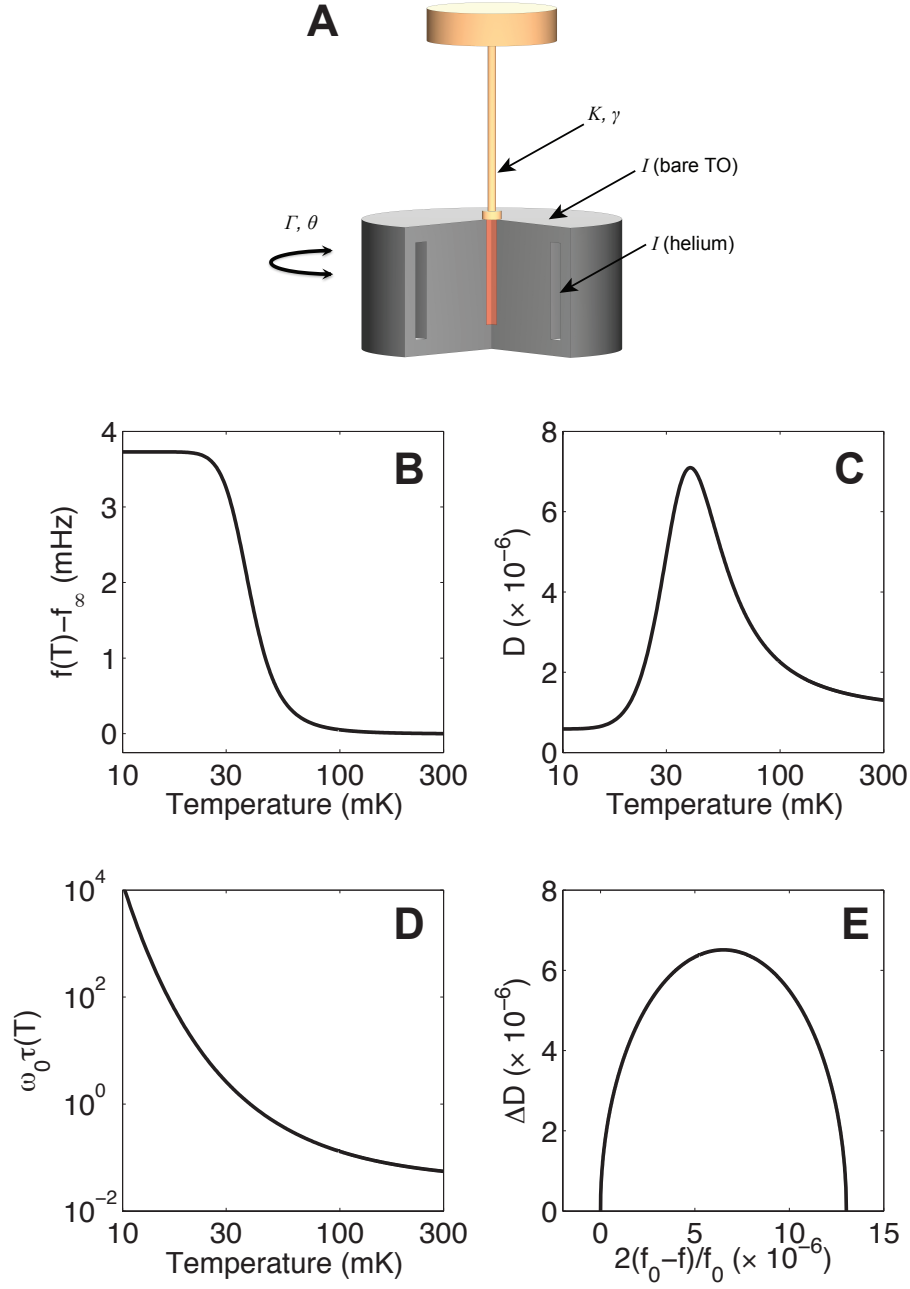 A
K, γ
I (bare TO)
Γ, θ
I (helium)
B
f(T)−f∞ (mHz)
4
3
2
1
0
10 30 100 300
Temperature (mK)
C
D (× 10⁻⁶)
8
6
4
2
0
10 30 100 300
Temperature (mK)
D
ω₀τ(T)
10⁴
10²
10⁰
10⁻²
10 30 100 300
Temperature (mK)
E
ΔD (× 10⁻⁶)
8
6
4
2
0
0 5 10 15
2(f₀−f)/f₀ (× 10⁻⁶)